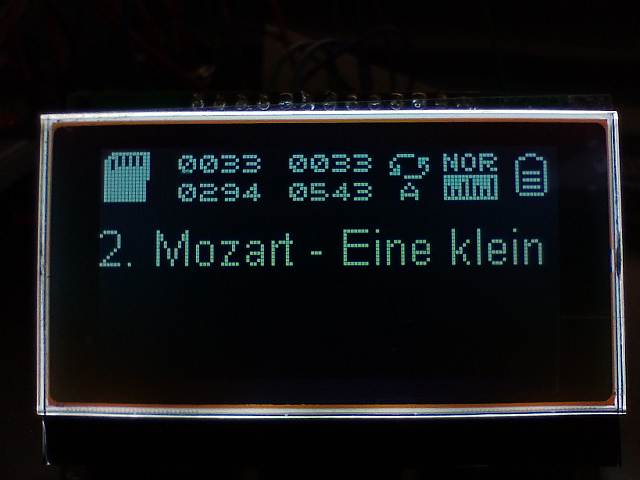 0033 0033 NOR
0294 0543 A
2. Mozart - Eine klein